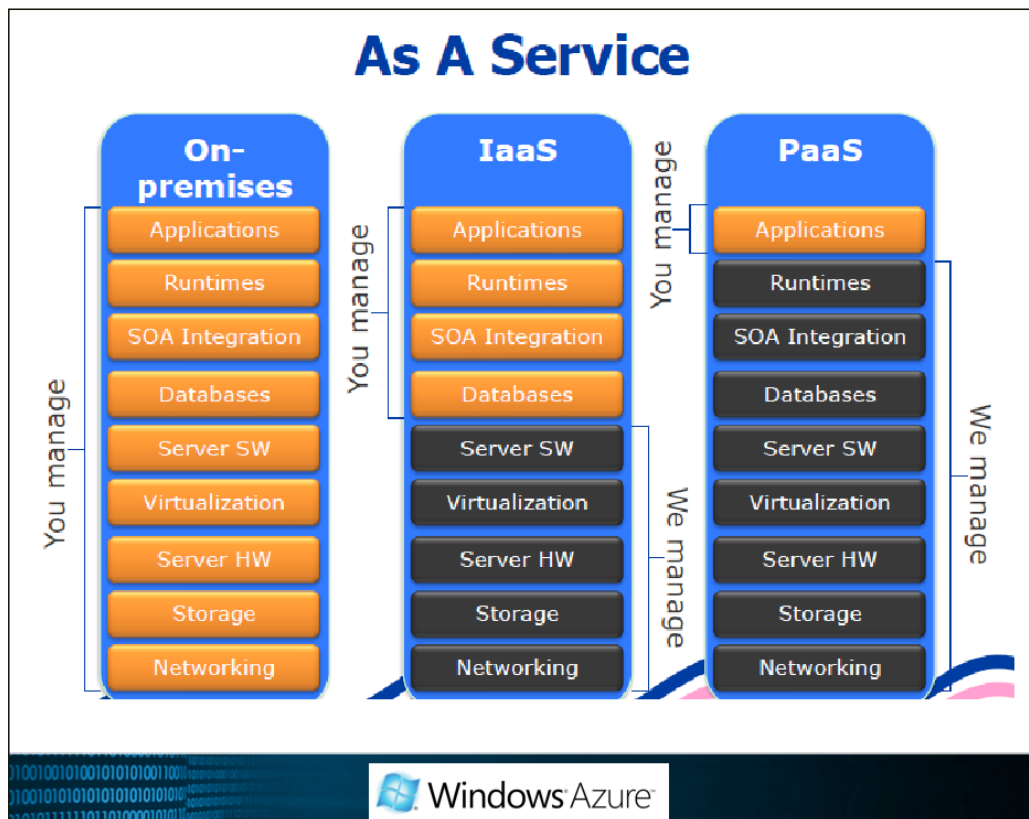 As A Service
On-
premises
Applications
Runtimes
SOA Integration
Databases
Server SW
Virtualization
Server HW
Storage
Networking
You manage
IaaS
Applications
Runtimes
SOA Integration
Databases
Server SW
Virtualization
Server HW
Storage
Networking
You manage
We manage
PaaS
Applications
Runtimes
SOA Integration
Databases
Server SW
Virtualization
Server HW
Storage
Networking
You manage
We manage
Windows Azure